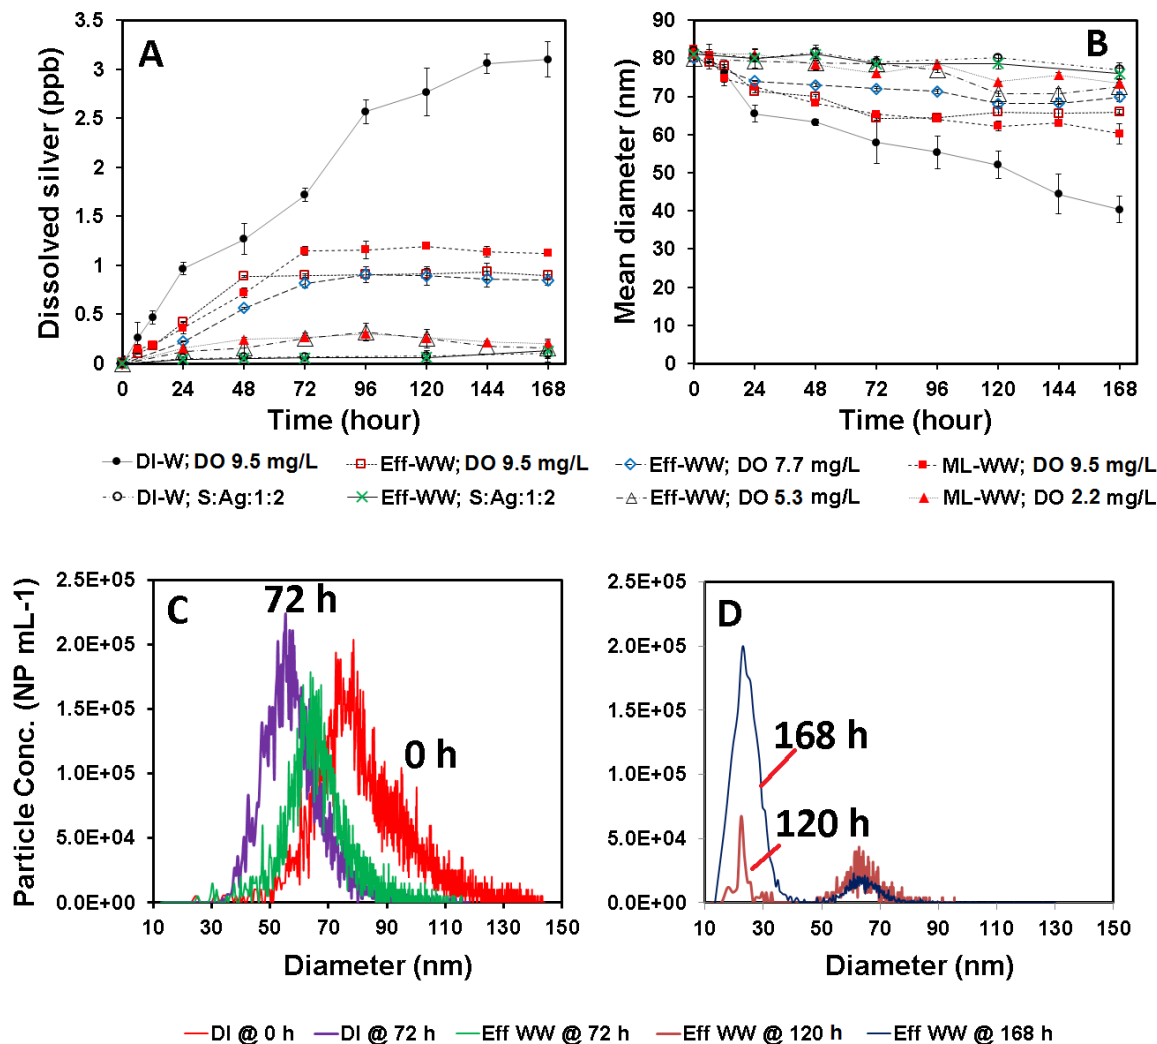 A
Dissolved silver (ppb)
3.5
3
2.5
2
1.5
1
0.5
0
0 24 48 72 96 120 144 168
Time (hour)
B
Mean diameter (nm)
90
80
70
60
50
40
30
20
10
0
0 24 48 72 96 120 144 168
Time (hour)
DI-W; DO 9.5 mg/L
Eff-WW; DO 9.5 mg/L
Eff-WW; DO 7.7 mg/L
ML-WW; DO 9.5 mg/L
DI-W; S:Ag:1:2
Eff-WW; S:Ag:1:2
Eff-WW; DO 5.3 mg/L
ML-WW; DO 2.2 mg/L
C
72 h
0 h
Particle Conc. (NP mL-1)
2.5E+05
2.0E+05
1.5E+05
1.0E+05
5.0E+04
0.0E+00
10 30 50 70 90 110 130 150
Diameter (nm)
D
168 h
120 h
2.5E+05
2.0E+05
1.5E+05
1.0E+05
5.0E+04
0.0E+00
10 30 50 70 90 110 130 150
Diameter (nm)
DI @ 0 h
DI @ 72 h
Eff WW @ 72 h
Eff WW @ 120 h
Eff WW @ 168 h